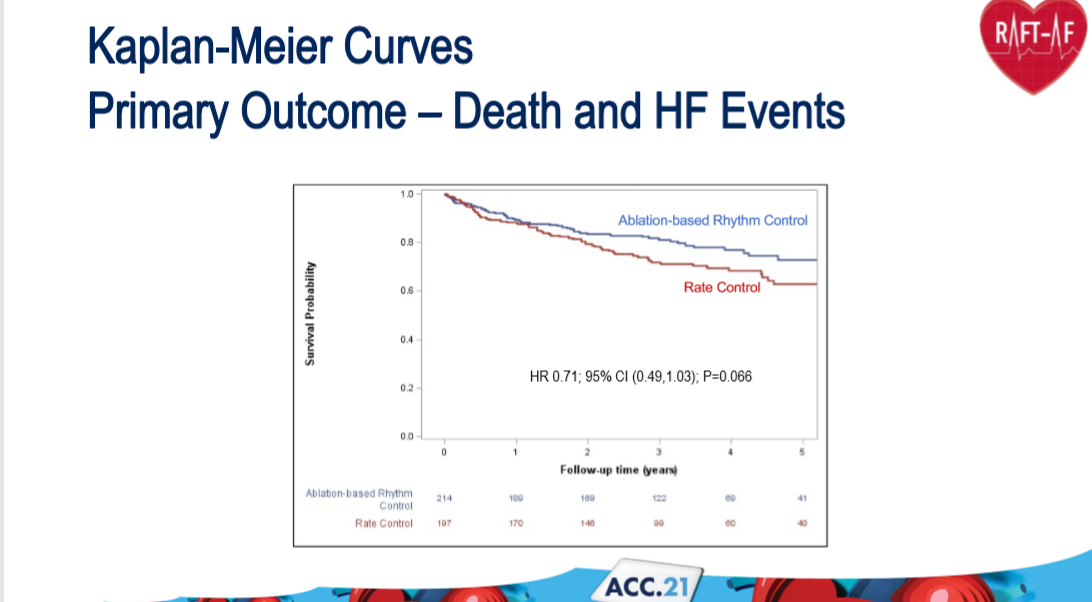 Kaplan-Meier Curves
RAFT-AF
Primary Outcome – Death and HF Events
1.0
Ablation-based Rhythm Control
0.8
Rate Control
0.6
Survival Probability
0.4
HR 0.71; 95% CI (0.49,1.03); P=0.066
0.2
0.0
0 1 2 3 4 5
Follow-up time (years)
Ablation-based Rhythm
Control
214 169 122 41
Rate Control 197 170 99 60 40
ACC.21